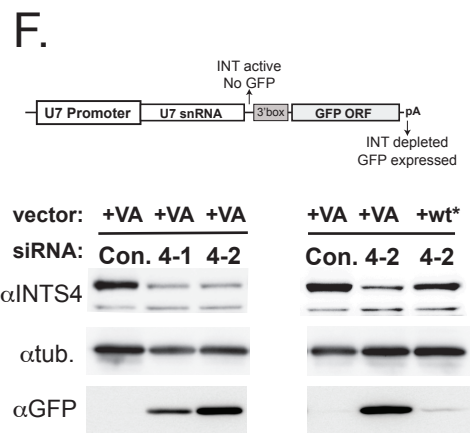 F.
INT active
No GFP
U7 Promoter U7 snRNA 3'box GFP ORF pA
INT depleted
GFP expressed
vector: +VA +VA +VA +VA +VA +wt*
siRNA: Con. 4-1 4-2 Con. 4-2 4-2
αINTS4
αtub.
αGFP